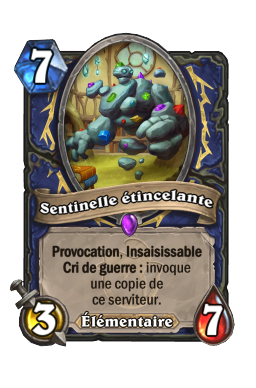 7
Sentinelle étincelante
Provocation, Insaisissable
Cri de guerre : invoque
une copie de
ce serviteur.
3
Élémentaire
7